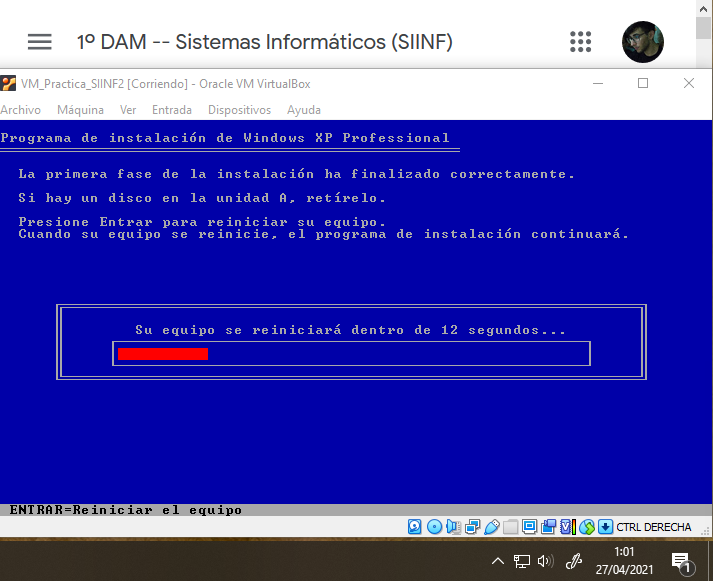 1º DAM -- Sistemas Informáticos (SIINF)
VM_Practica_SIINF2 [Corriendo] - Oracle VM VirtualBox
Archivo Máquina Ver Entrada Dispositivos Ayuda
Programa de instalación de Windows XP Professional
La primera fase de la instalación ha finalizado correctamente.
Si hay un disco en la unidad A, retírelo.
Presione Entrar para reiniciar su equipo.
Cuando su equipo se reinicie, el programa de instalación continuará.
Su equipo se reiniciará dentro de 12 segundos...
ENTRAR=Reiniciar el equipo
CTRL DERECHA
1:01
27/04/2021
1